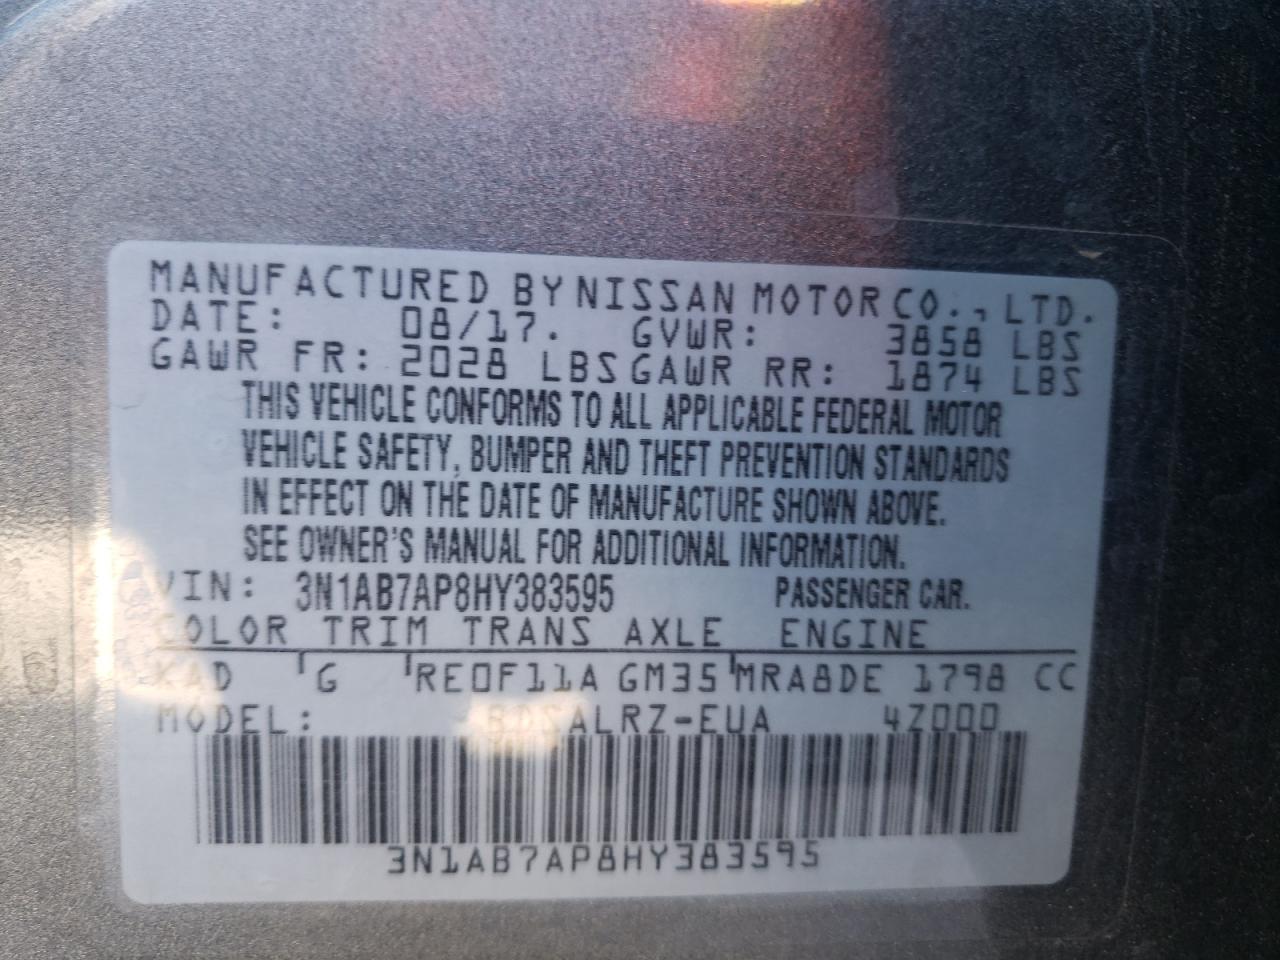 MANUFACTURED BY NISSAN MOTOR CO., LTD.
DATE: 08/17. GVWR: 3858 LBS
GAWR FR: 2028 LBS GAWR RR: 1874 LBS
THIS VEHICLE CONFORMS TO ALL APPLICABLE FEDERAL MOTOR
VEHICLE SAFETY, BUMPER AND THEFT PREVENTION STANDARDS
IN EFFECT ON THE DATE OF MANUFACTURE SHOWN ABOVE.
SEE OWNER'S MANUAL FOR ADDITIONAL INFORMATION.
VIN: 3N1AB7AP8HY383595 PASSENGER CAR.
COLOR TRIM TRANS AXLE ENGINE
KAD G RE0F11A GM35 MRA8DE 1798 CC
MODEL: BDSALRZ-EUA 4Z000
3N1AB7AP8HY383595